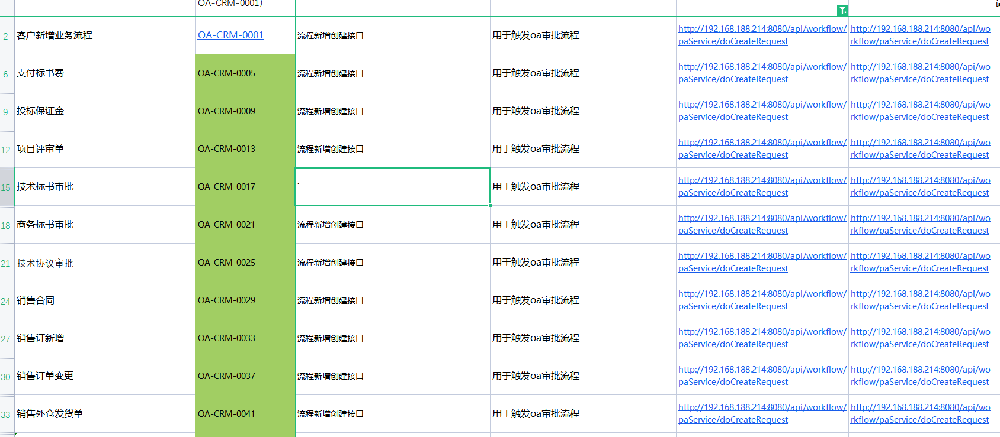 OA-CRM-0001)
2 客户新增业务流程 OA-CRM-0001 流程新增创建接口 用于触发oa审批流程 http://192.168.188.214:8080/api/workflow/ http://192.168.188.214:8080/api/wo
paService/doCreateRequest rkflow/paService/doCreateRequest
6 支付标书费 OA-CRM-0005 流程新增创建接口 用于触发oa审批流程 http://192.168.188.214:8080/api/workflow/ http://192.168.188.214:8080/api/wo
paService/doCreateRequest rkflow/paService/doCreateRequest
9 投标保证金 OA-CRM-0009 流程新增创建接口 用于触发oa审批流程 http://192.168.188.214:8080/api/workflow/ http://192.168.188.214:8080/api/wo
paService/doCreateRequest rkflow/paService/doCreateRequest
12 项目评审单 OA-CRM-0013 流程新增创建接口 用于触发oa审批流程 http://192.168.188.214:8080/api/workflow/ http://192.168.188.214:8080/api/wo
paService/doCreateRequest rkflow/paService/doCreateRequest
15 技术标书审批 OA-CRM-0017 ` 用于触发oa审批流程 http://192.168.188.214:8080/api/workflow/ http://192.168.188.214:8080/api/wo
paService/doCreateRequest rkflow/paService/doCreateRequest
18 商务标书审批 OA-CRM-0021 流程新增创建接口 用于触发oa审批流程 http://192.168.188.214:8080/api/workflow/ http://192.168.188.214:8080/api/wo
paService/doCreateRequest rkflow/paService/doCreateRequest
21 技术协议审批 OA-CRM-0025 流程新增创建接口 用于触发oa审批流程 http://192.168.188.214:8080/api/workflow/ http://192.168.188.214:8080/api/wo
paService/doCreateRequest rkflow/paService/doCreateRequest
24 销售合同 OA-CRM-0029 流程新增创建接口 用于触发oa审批流程 http://192.168.188.214:8080/api/workflow/ http://192.168.188.214:8080/api/wo
paService/doCreateRequest rkflow/paService/doCreateRequest
27 销售订新增 OA-CRM-0033 流程新增创建接口 用于触发oa审批流程 http://192.168.188.214:8080/api/workflow/ http://192.168.188.214:8080/api/wo
paService/doCreateRequest rkflow/paService/doCreateRequest
30 销售订单变更 OA-CRM-0037 流程新增创建接口 用于触发oa审批流程 http://192.168.188.214:8080/api/workflow/ http://192.168.188.214:8080/api/wo
paService/doCreateRequest rkflow/paService/doCreateRequest
33 销售外仓发货单 OA-CRM-0041 流程新增创建接口 用于触发oa审批流程 http://192.168.188.214:8080/api/workflow/ http://192.168.188.214:8080/api/wo
paService/doCreateRequest rkflow/paService/doCreateRequest